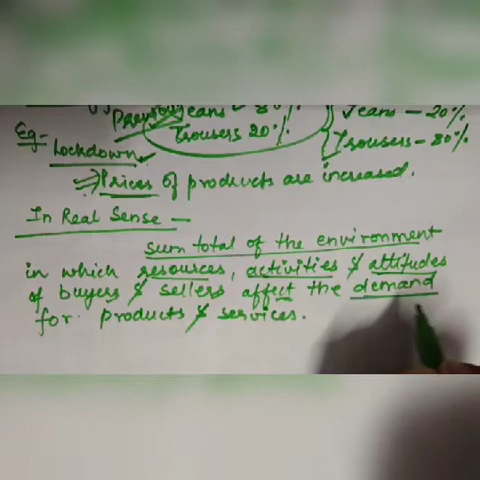 Jeans - 80% Jeans - 20%
Eg- Trousers 20% Trousers - 80%
Lockdown
⇒ Prices of products are increased.
In Real Sense -
sum total of the environment
in which resources, activities & attitudes
of buyers & sellers affect the demand
for products & services.